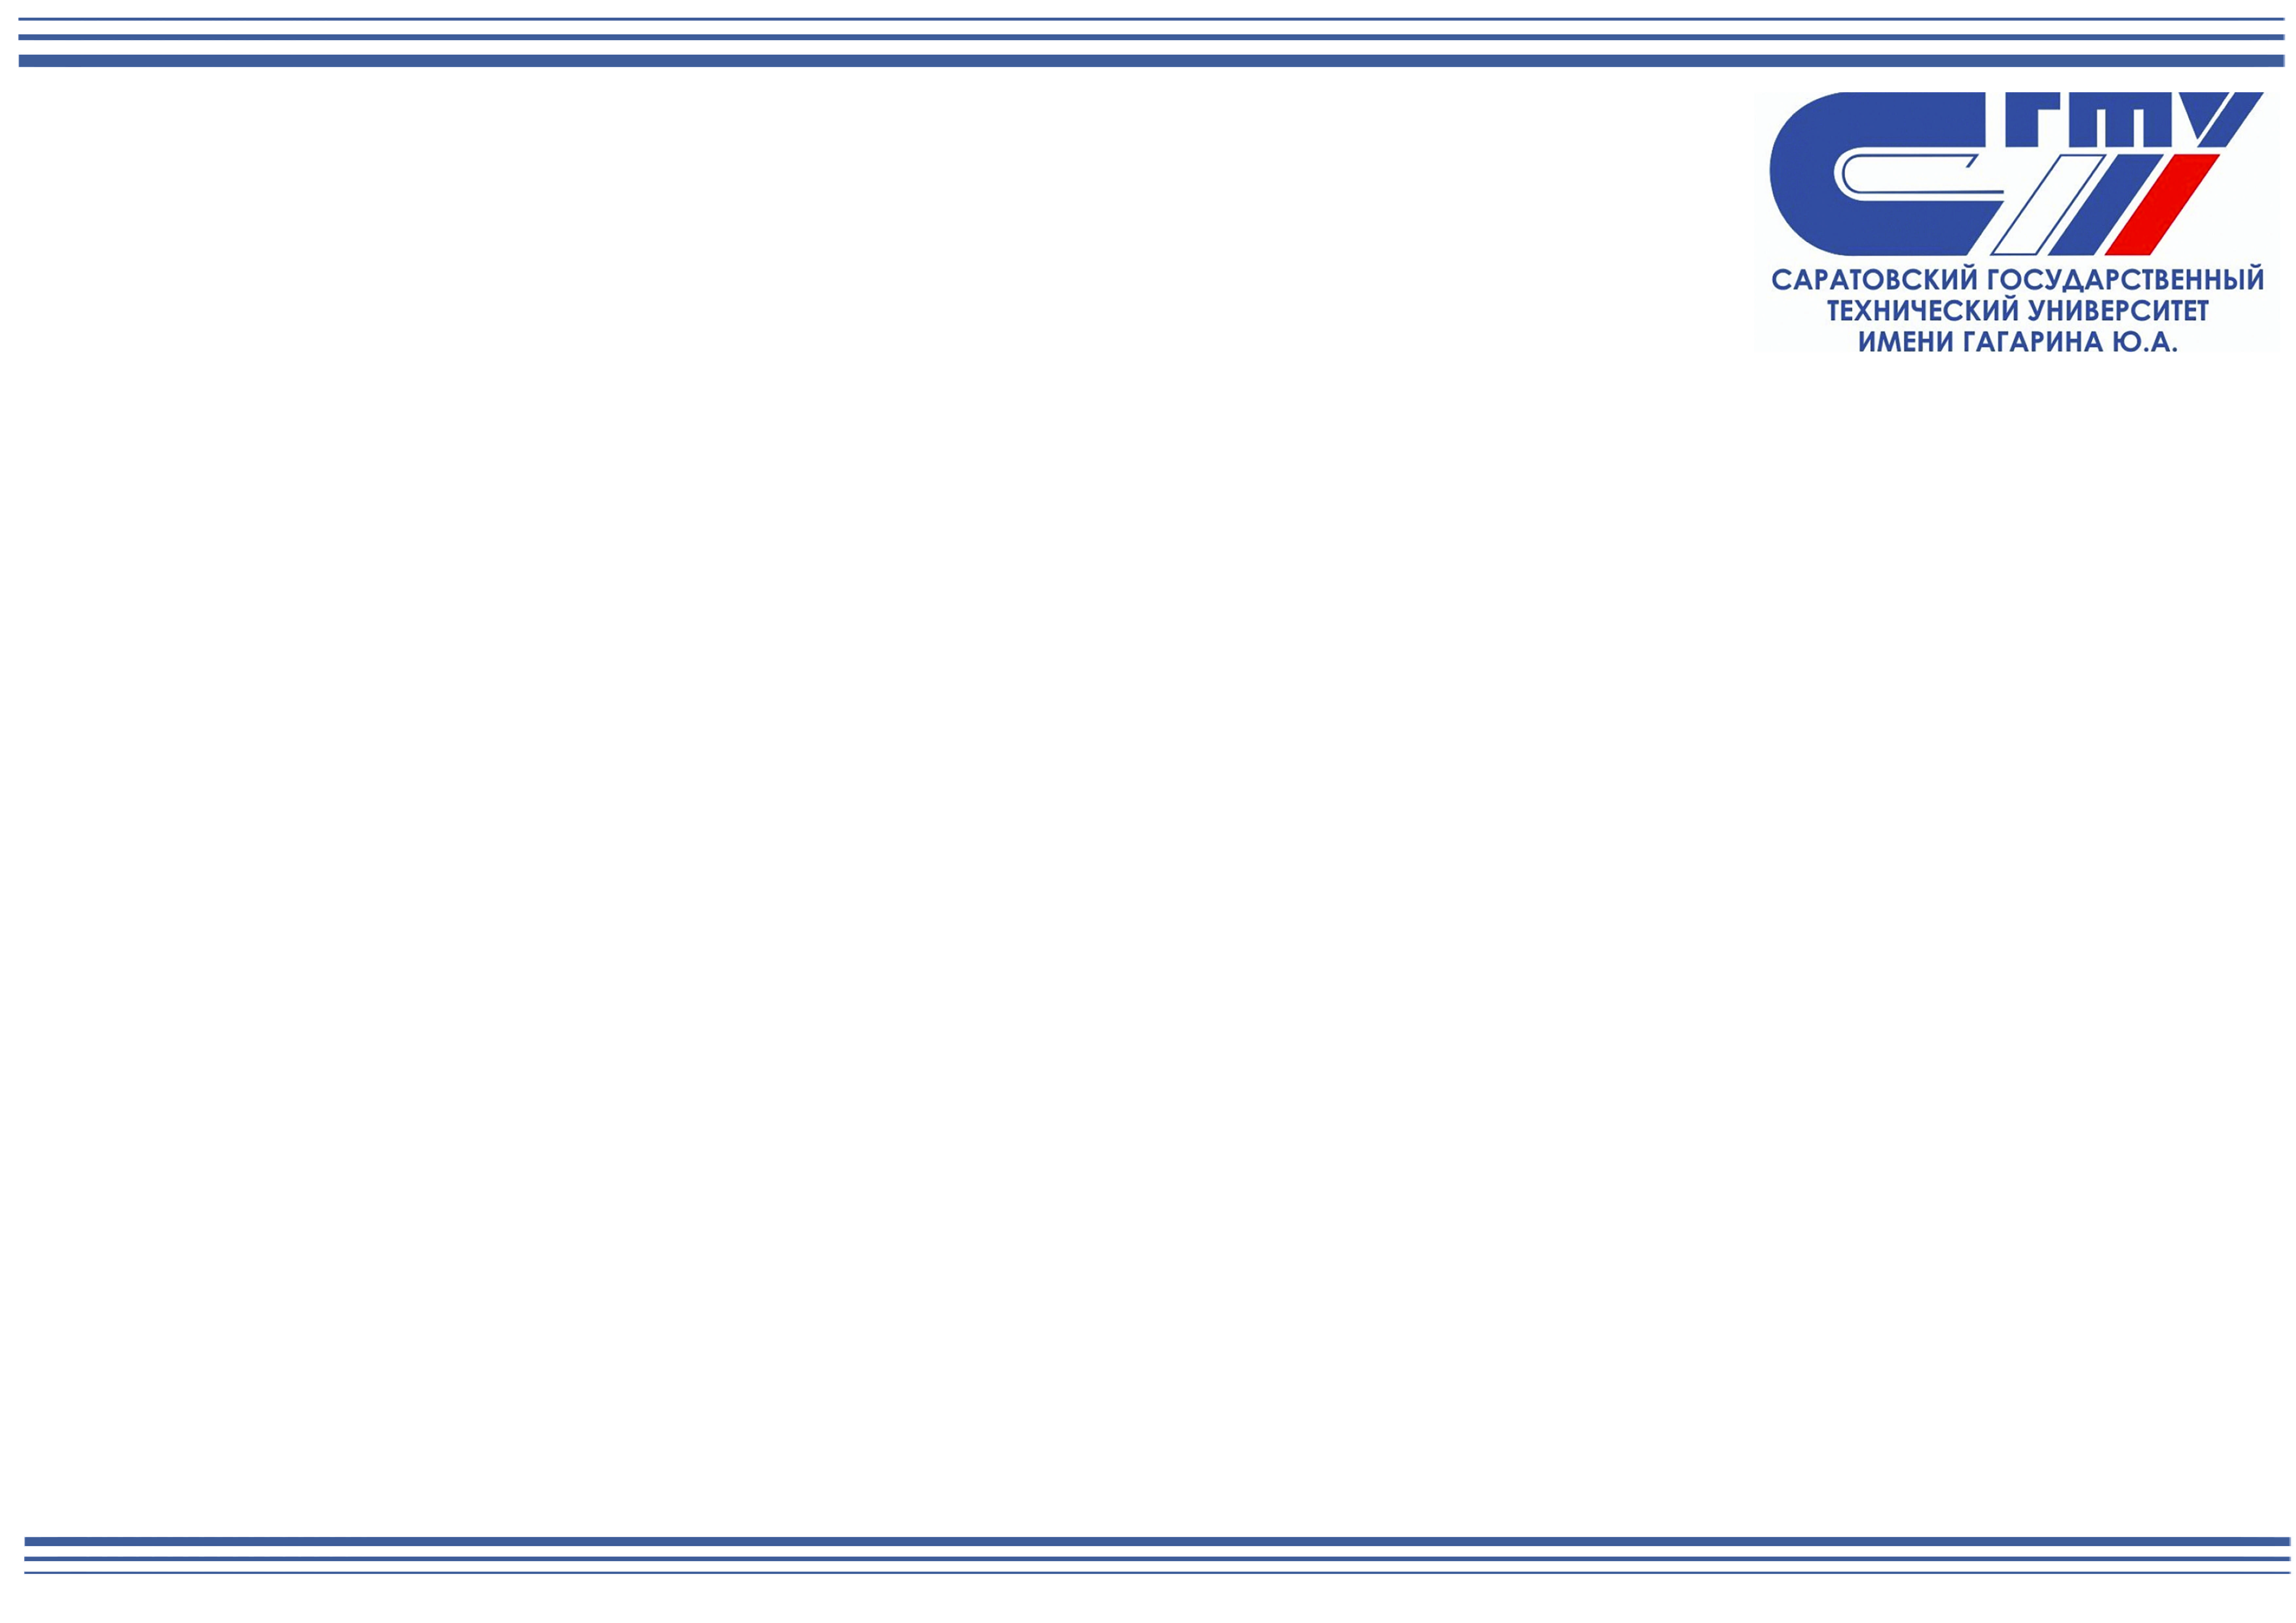 СГТУ
САРАТОВСКИЙ ГОСУДАРСТВЕННЫЙ
ТЕХНИЧЕСКИЙ УНИВЕРСИТЕТ
ИМЕНИ ГАГАРИНА Ю.А.